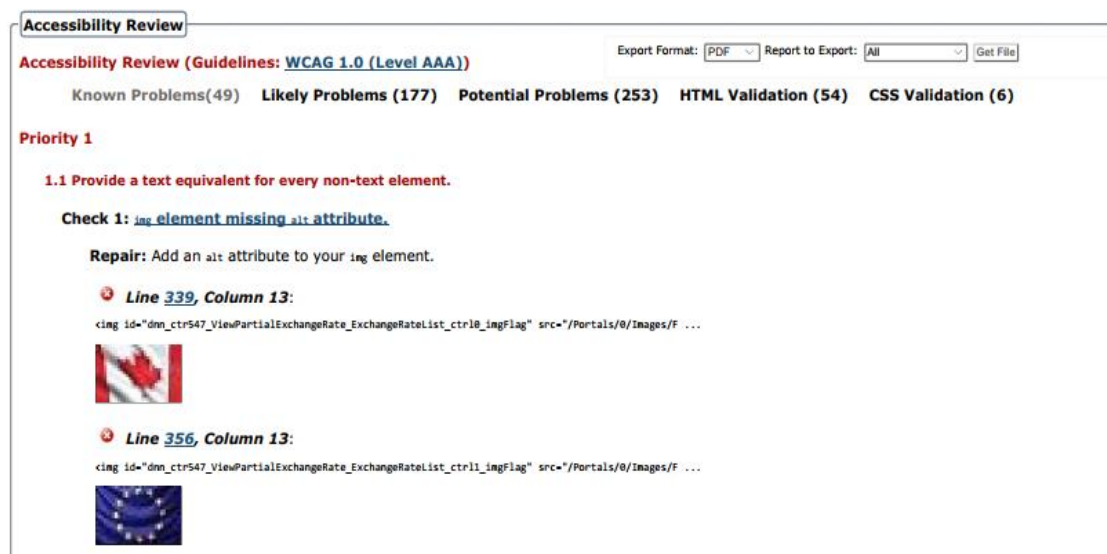 Accessibility Review
Export Format: PDF Report to Export: All Get File
Accessibility Review (Guidelines: WCAG 1.0 (Level AAA))
Known Problems(49) Likely Problems (177) Potential Problems (253) HTML Validation (54) CSS Validation (6)
Priority 1
1.1 Provide a text equivalent for every non-text element.
Check 1: img element missing alt attribute.
Repair: Add an alt attribute to your img element.
Line 339, Column 13:
<img id="dnn_ctr547_ViewPartialExchangeRate_ExchangeRateList_ctrl0_imgFlag" src="/Portals/0/Images/F ...
Line 356, Column 13:
<img id="dnn_ctr547_ViewPartialExchangeRate_ExchangeRateList_ctrl1_imgFlag" src="/Portals/0/Images/F ...